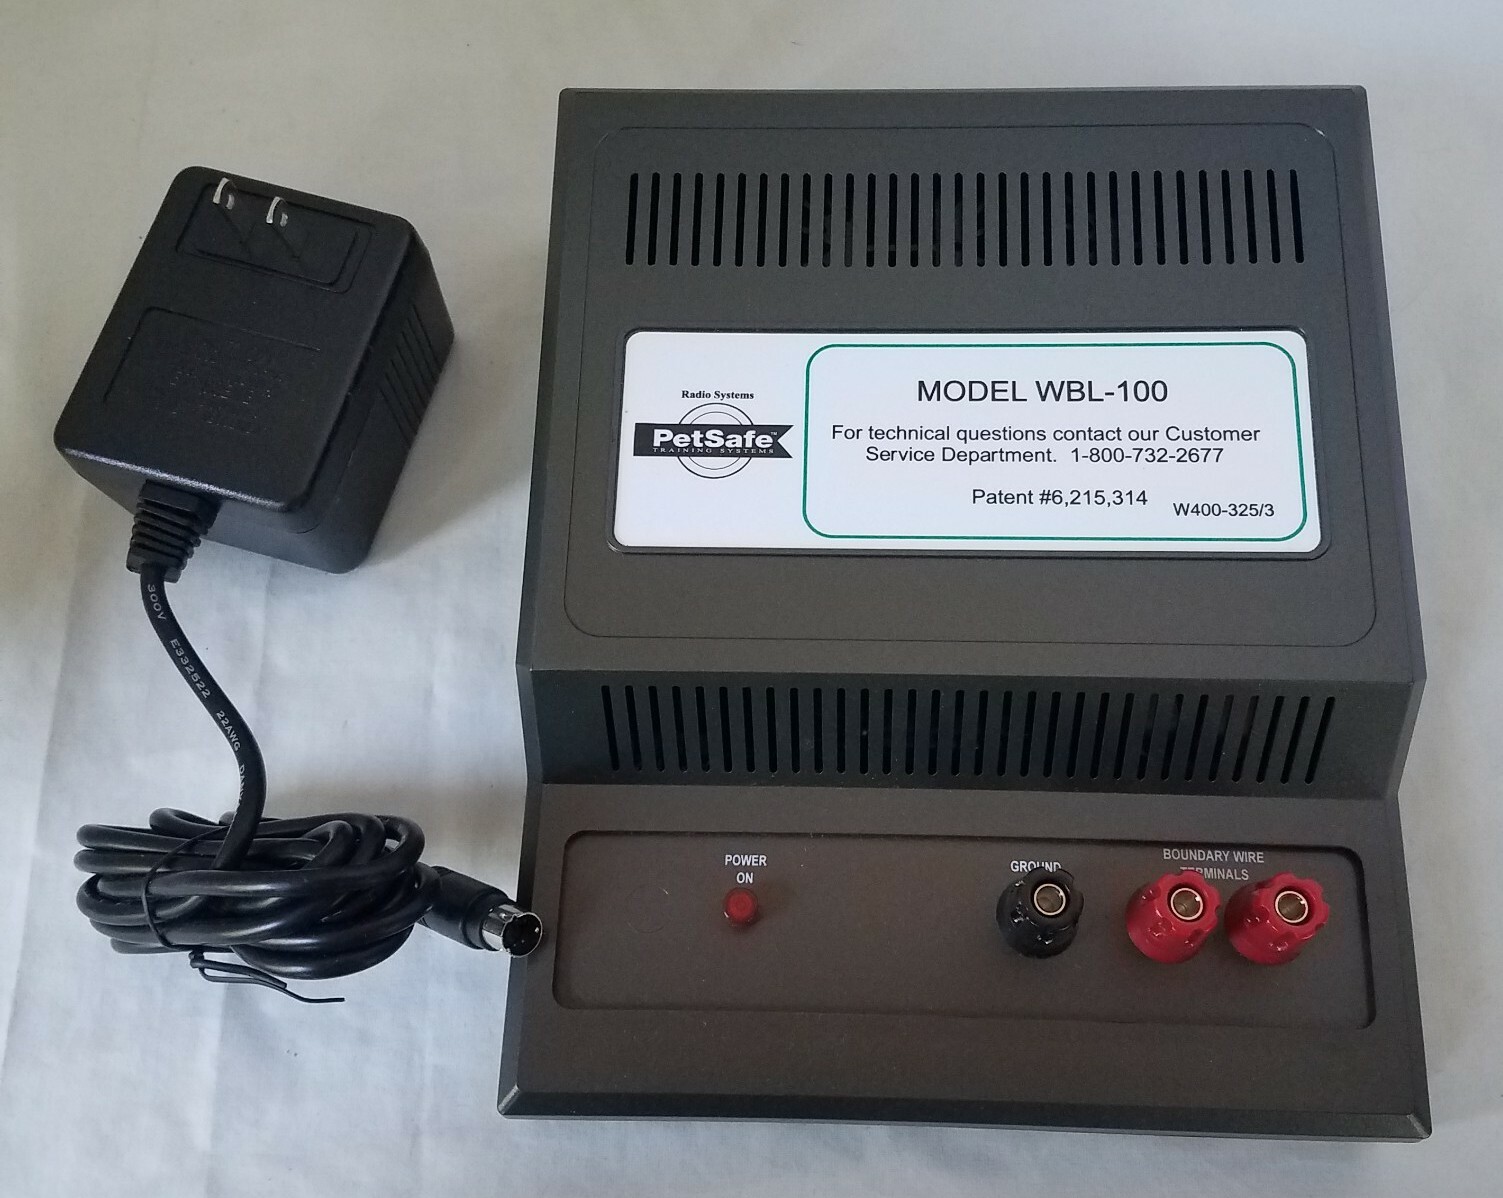 MODEL WBL-100
Radio Systems
PetSafe™
TRAINING SYSTEMS
For technical questions contact our Customer
Service Department. 1-800-732-2677
Patent #6,215,314
W400-325/3
300V E332522 22AWG
POWER
ON
GROUND
BOUNDARY WIRE
TERMINALS